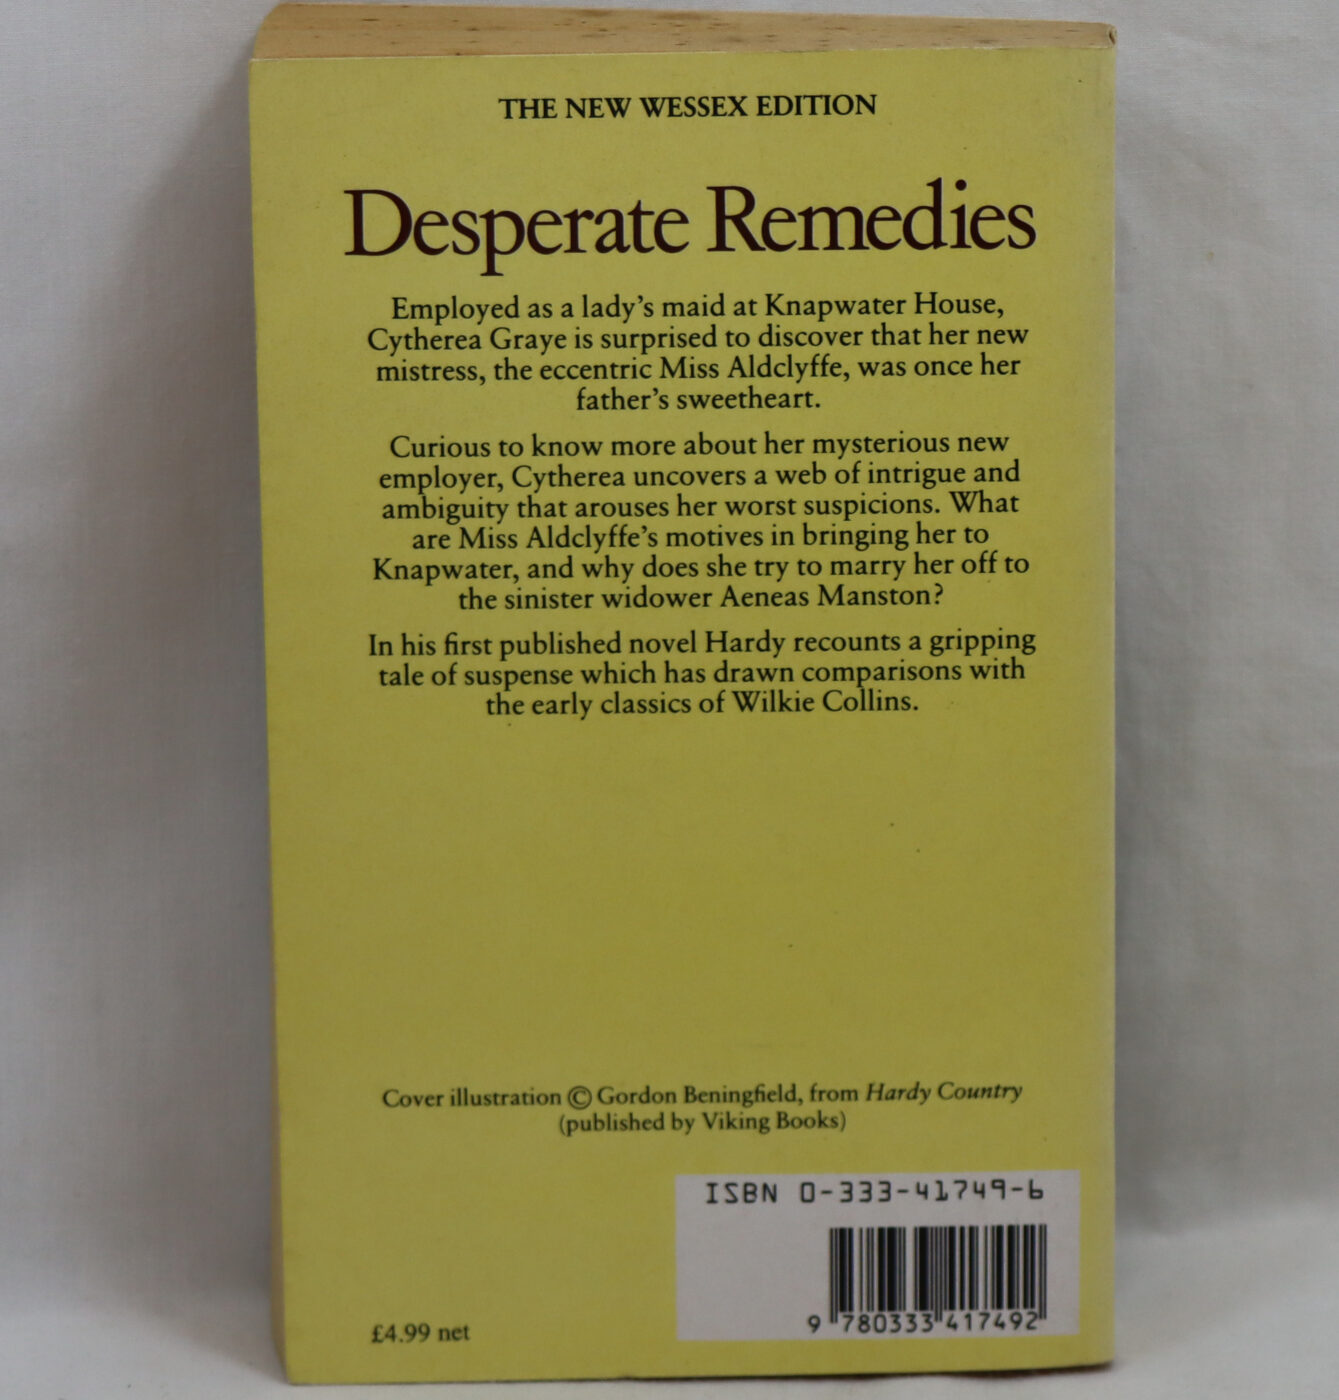 THE NEW WESSEX EDITION
Desperate Remedies
Employed as a lady's maid at Knapwater House,
Cytherea Graye is surprised to discover that her new
mistress, the eccentric Miss Aldclyffe, was once her
father's sweetheart.
Curious to know more about her mysterious new
employer, Cytherea uncovers a web of intrigue and
ambiguity that arouses her worst suspicions. What
are Miss Aldclyffe's motives in bringing her to
Knapwater, and why does she try to marry her off to
the sinister widower Aeneas Manston?
In his first published novel Hardy recounts a gripping
tale of suspense which has drawn comparisons with
the early classics of Wilkie Collins.
Cover illustration © Gordon Beningfield, from Hardy Country
(published by Viking Books)
ISBN 0-333-41749-6
9 780333 417492
£4.99 net